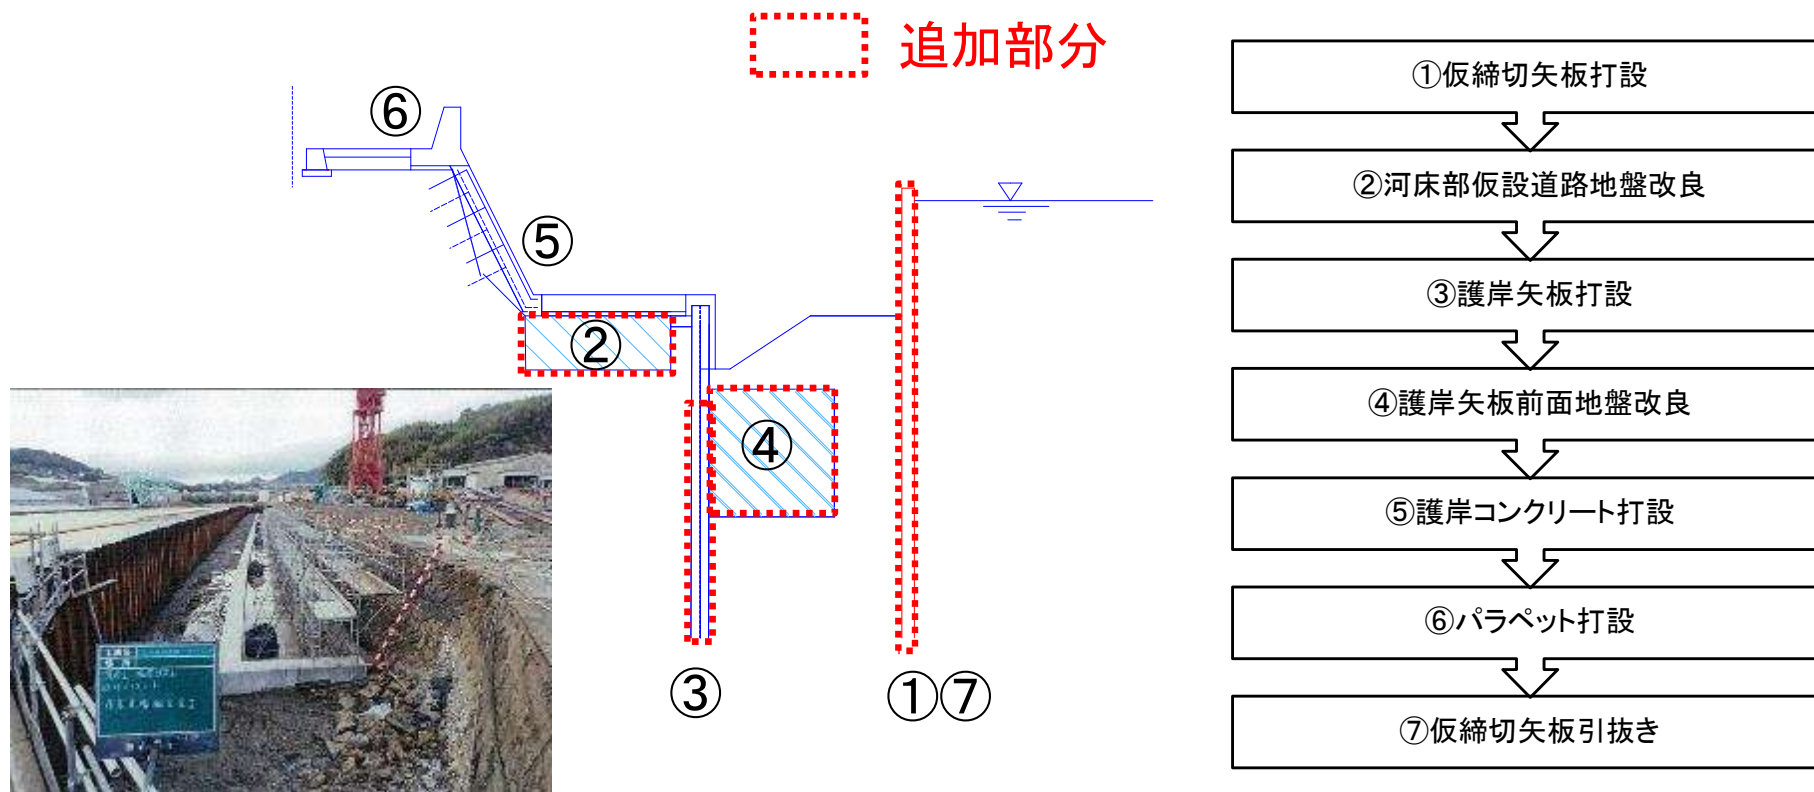 追加部分
⑥
⑤
②
④
③
①⑦
①仮締切矢板打設
②河床部仮設道路地盤改良
③護岸矢板打設
④護岸矢板前面地盤改良
⑤護岸コンクリート打設
⑥パラペット打設
⑦仮締切矢板引抜き